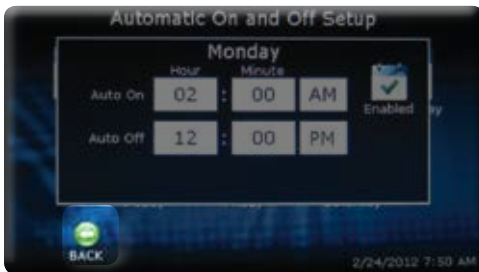 Automatic On and Off Setup
Monday
Hour Minute
Auto On 02 : 00 AM
Enabled
Auto Off 12 : 00 PM
BACK
2/24/2012 7:50 AM